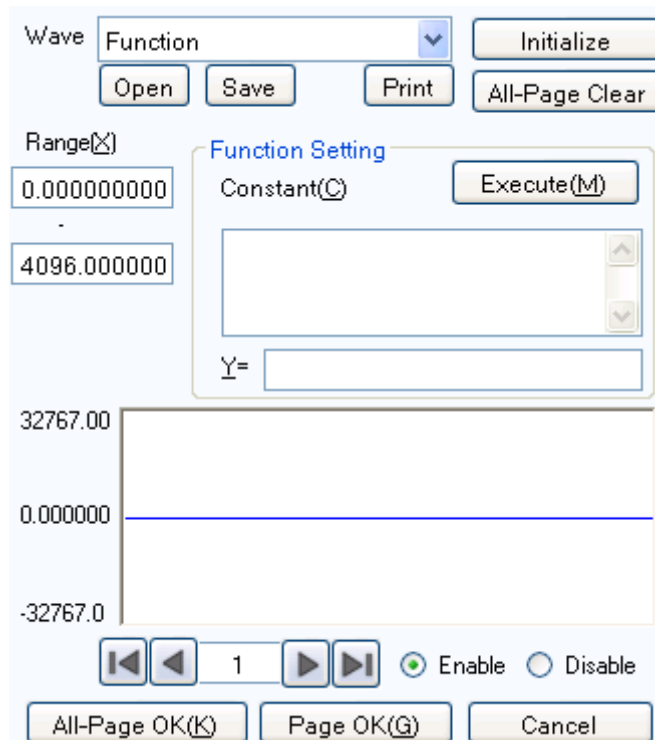 Wave Function Initialize
Open Save Print All-Page Clear
Range(X)
Function Setting
0.000000000 Constant(C) Execute(M)
-
4096.000000
Y=
32767.00
0.000000
-32767.0
1 Enable Disable
All-Page OK(K) Page OK(G) Cancel